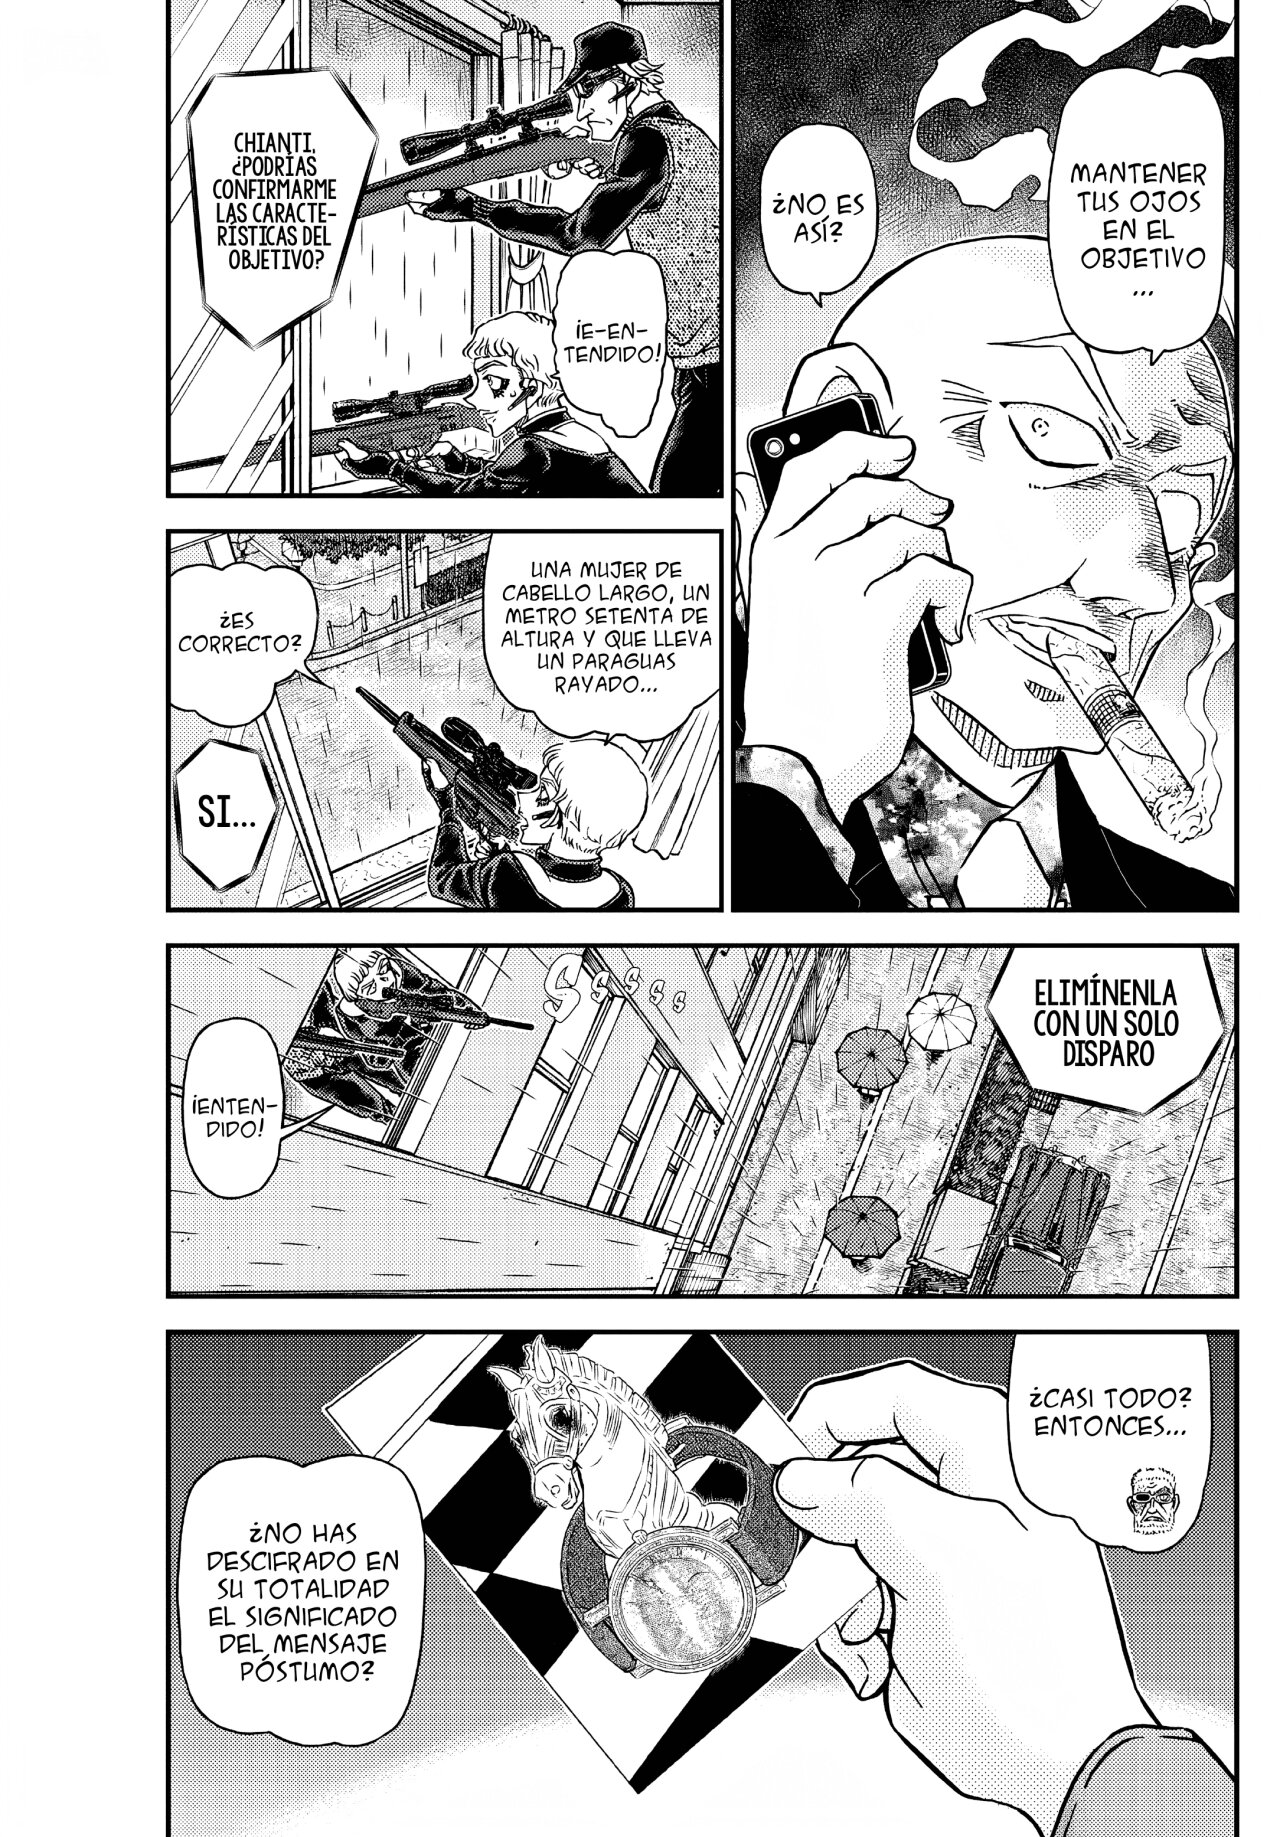 MANTENER
TUS OJOS
EN EL
OBJETIVO
...
¿NO ES
ASÍ?
CHIANTI,
¿PODRÍAS
CONFIRMARME
LAS CARACTE-
RÍSTICAS DEL
OBJETIVO?
¡E-EN-
TENDIDO!
UNA MUJER DE
CABELLO LARGO, UN
METRO SETENTA DE
ALTURA Y QUE LLEVA
UN PARAGUAS
RAYADO...
¿ES
CORRECTO?
SI...
ELIMÍNENLA
CON UN SOLO
DISPARO
S S S S S
¡ENTEN-
DIDO!
¿CASI TODO?
ENTONCES...
¿NO HAS
DESCIFRADO EN
SU TOTALIDAD
EL SIGNIFICADO
DEL MENSAJE
PÓSTUMO?